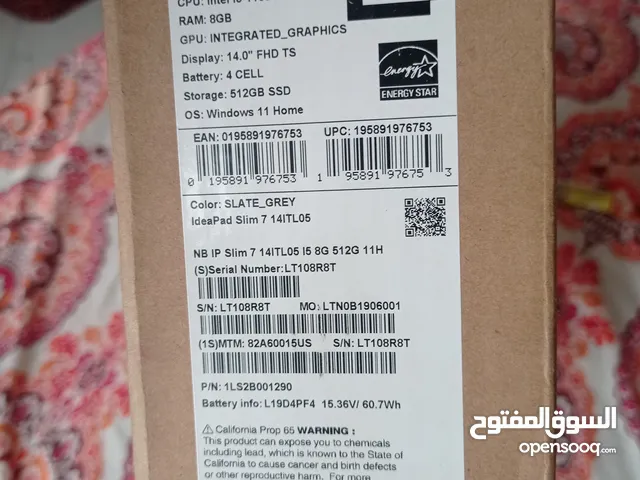 RAM: 8GB
GPU: INTEGRATED_GRAPHICS
Display: 14.0" FHD TS
Battery: 4 CELL
Storage: 512GB SSD
OS: Windows 11 Home
energy
ENERGY STAR
EAN: 0195891976753 UPC: 195891976753
0 195891 976753 1 95891 97675 3
Color: SLATE_GREY
IdeaPad Slim 7 14ITL05
NB IP Slim 7 14ITL05 I5 8G 512G 11H
(S)Serial Number:LT108R8T
S/N: LT108R8T MO: LTN0B1906001
(1S)MTM: 82A60015US S/N: LT108R8T
P/N: 1LS2B001290
Battery info: L19D4PF4 15.36V/ 60.7Wh
⚠ California Prop 65 WARNING :
This product can expose you to chemicals
including lead, which is known to the State of
California to cause cancer and birth defects
or other reproductive harm. For more
السوق المفتوح
opensooq.com